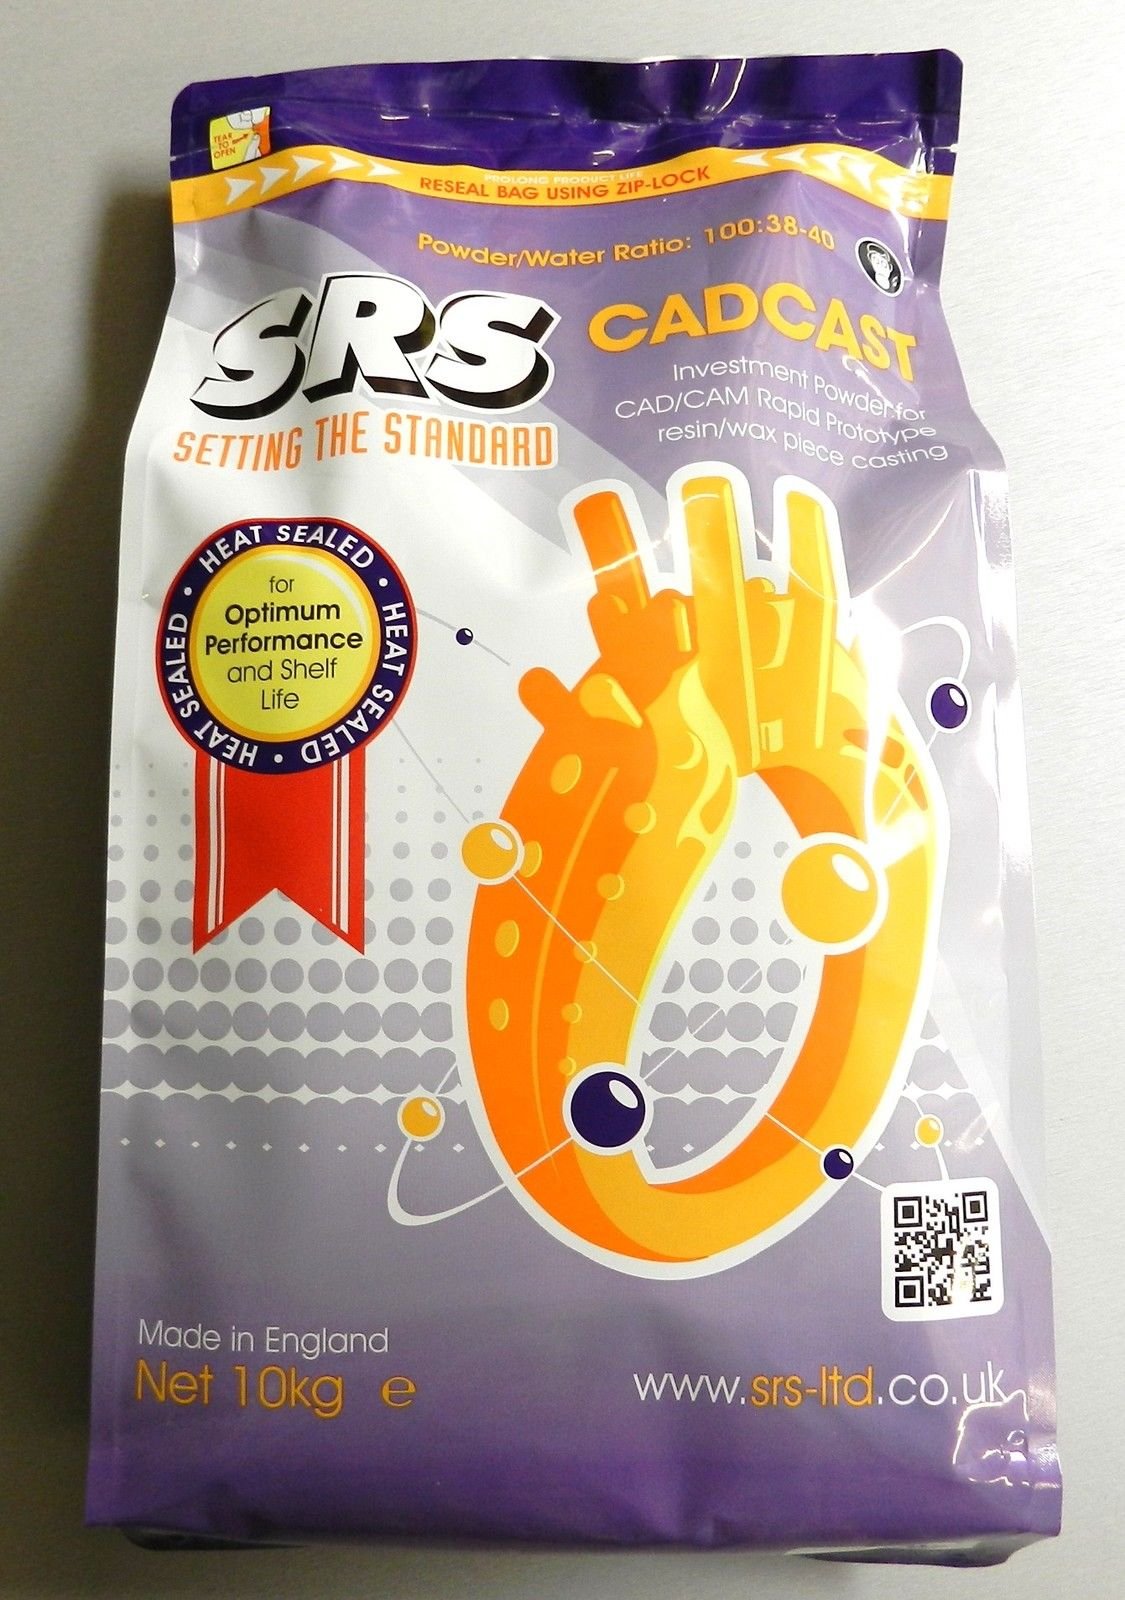 TEAR
TO
OPEN
PROLONG PRODUCT LIFE
RESEAL BAG USING ZIP-LOCK
Powder/Water Ratio: 100:38-40
SRS
SETTING THE STANDARD
CADCAST
Investment Powder for
CAD/CAM Rapid Prototype
resin/wax piece casting
HEAT SEALED • HEAT SEALED • HEAT SEALED •
for
Optimum
Performance
and Shelf
Life
Made in England
Net 10kg ℮
www.srs-ltd.co.uk